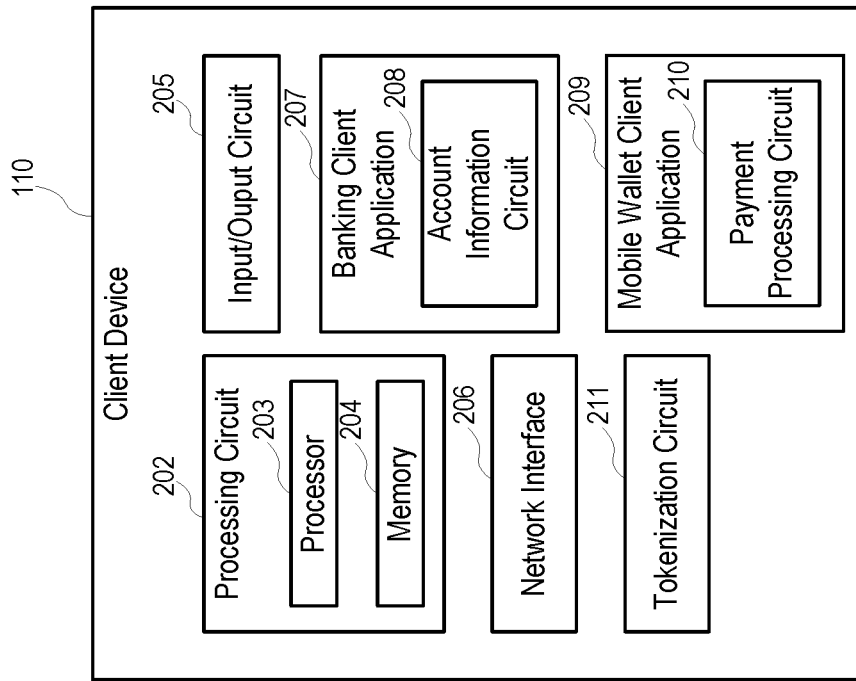 110
Client Device
202
Processing Circuit
203
Processor
204
Memory
205
Input/Ouput Circuit
206
Network Interface
207
Banking Client
Application
208
Account
Information
Circuit
211
Tokenization Circuit
209
Mobile Wallet Client
Application
210
Payment
Processing Circuit